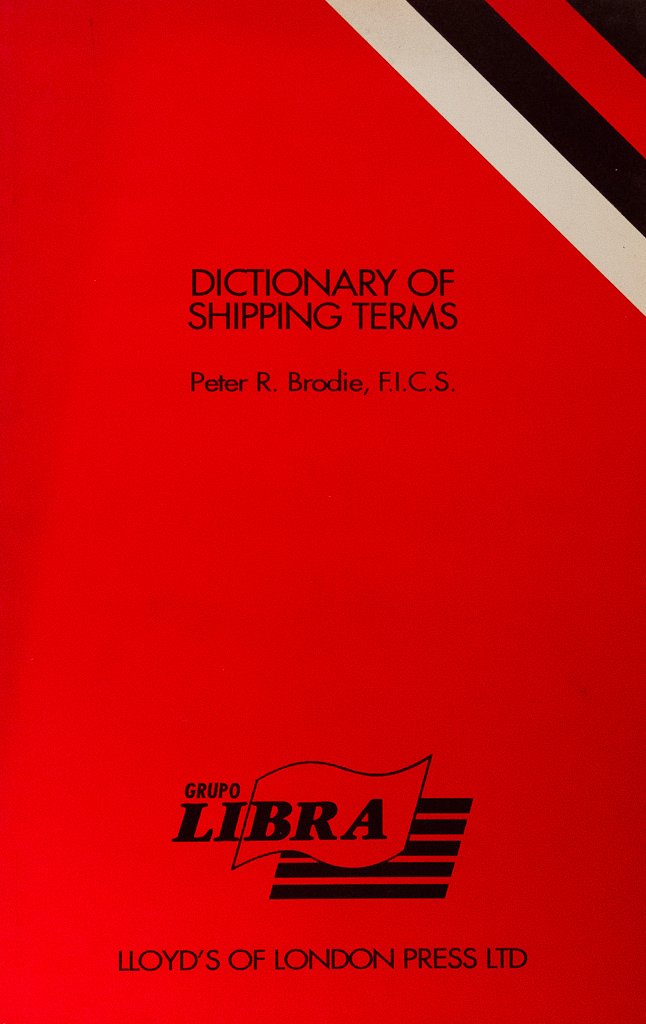 DICTIONARY OF
SHIPPING TERMS
Peter R. Brodie, F.I.C.S.
GRUPO
LIBRA
LLOYD'S OF LONDON PRESS LTD